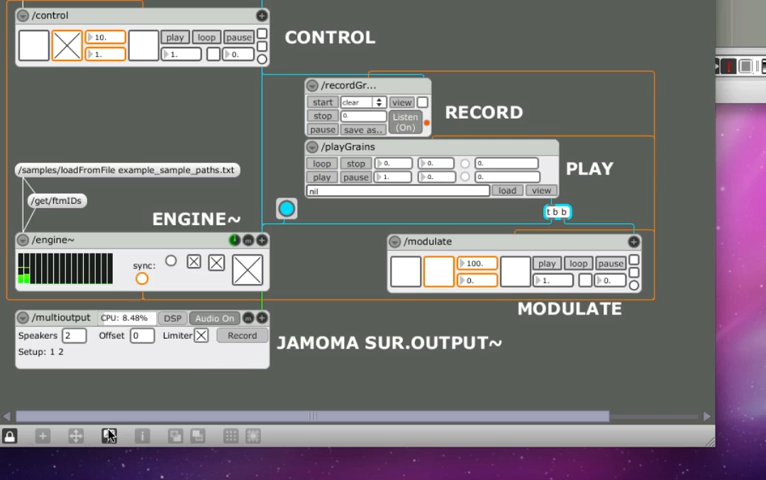 /control
10.
play
loop
pause
1.
1.
0.
CONTROL
/recordGr...
start
clear
view
stop
0.
Listen
(On)
pause
save as..
RECORD
/playGrains
loop
stop
0.
0.
0.
play
pause
1.
0.
0.
nil
load
view
PLAY
/samples/loadFromFile example_sample_paths.txt
/get/ftmIDs
ENGINE~
t b b
/engine~
m
sync:
/modulate
100.
play
loop
pause
0.
1.
0.
MODULATE
/multioutput
CPU: 8.48%
DSP
Audio On
m
Speakers
2
Offset
0
Limiter
Record
Setup: 1 2
JAMOMA SUR.OUTPUT~